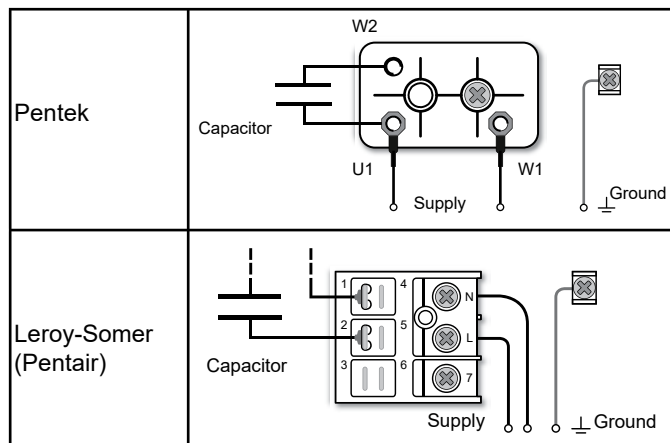 Pentek
W2
Capacitor
U1
W1
Supply
Ground
Leroy-Somer
(Pentair)
1
4
N
2
5
L
3
6
7
Capacitor
Supply
Ground